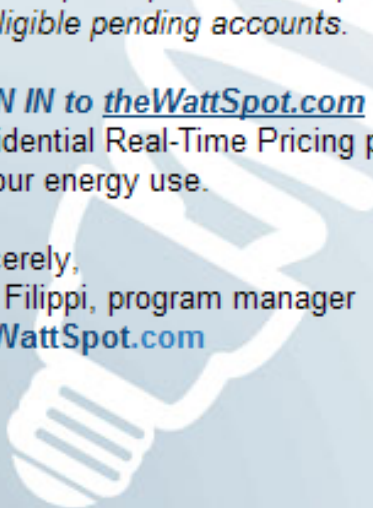 ligible pending accounts.
N IN to theWattSpot.com
idential Real-Time Pricing p
our energy use.
cerely,
Filippi, program manager
WattSpot.com